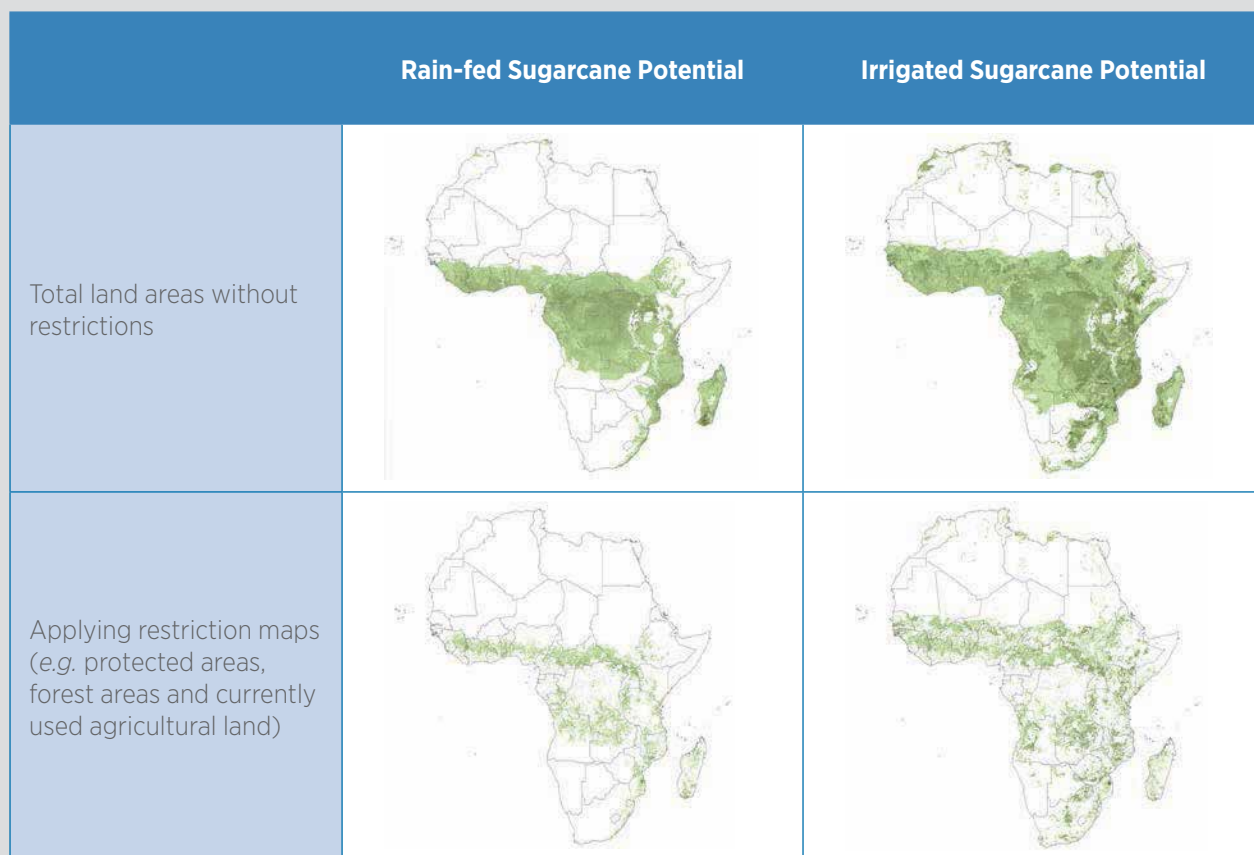 Rain-fed Sugarcane Potential
Irrigated Sugarcane Potential
Total land areas without
restrictions
Applying restriction maps
(e.g. protected areas,
forest areas and currently
used agricultural land)